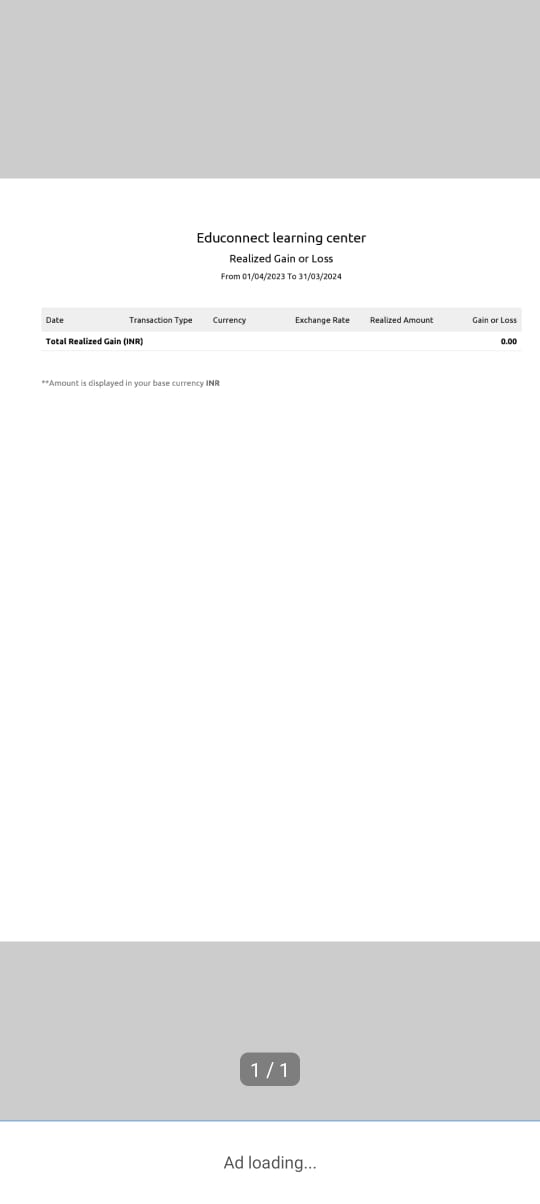 Educonnect learning center
Realized Gain or Loss
From 01/04/2023 To 31/03/2024
Date Transaction Type Currency Exchange Rate Realized Amount Gain or Loss
Total Realized Gain (INR) 0.00
**Amount is displayed in your base currency INR
1 / 1
Ad loading...